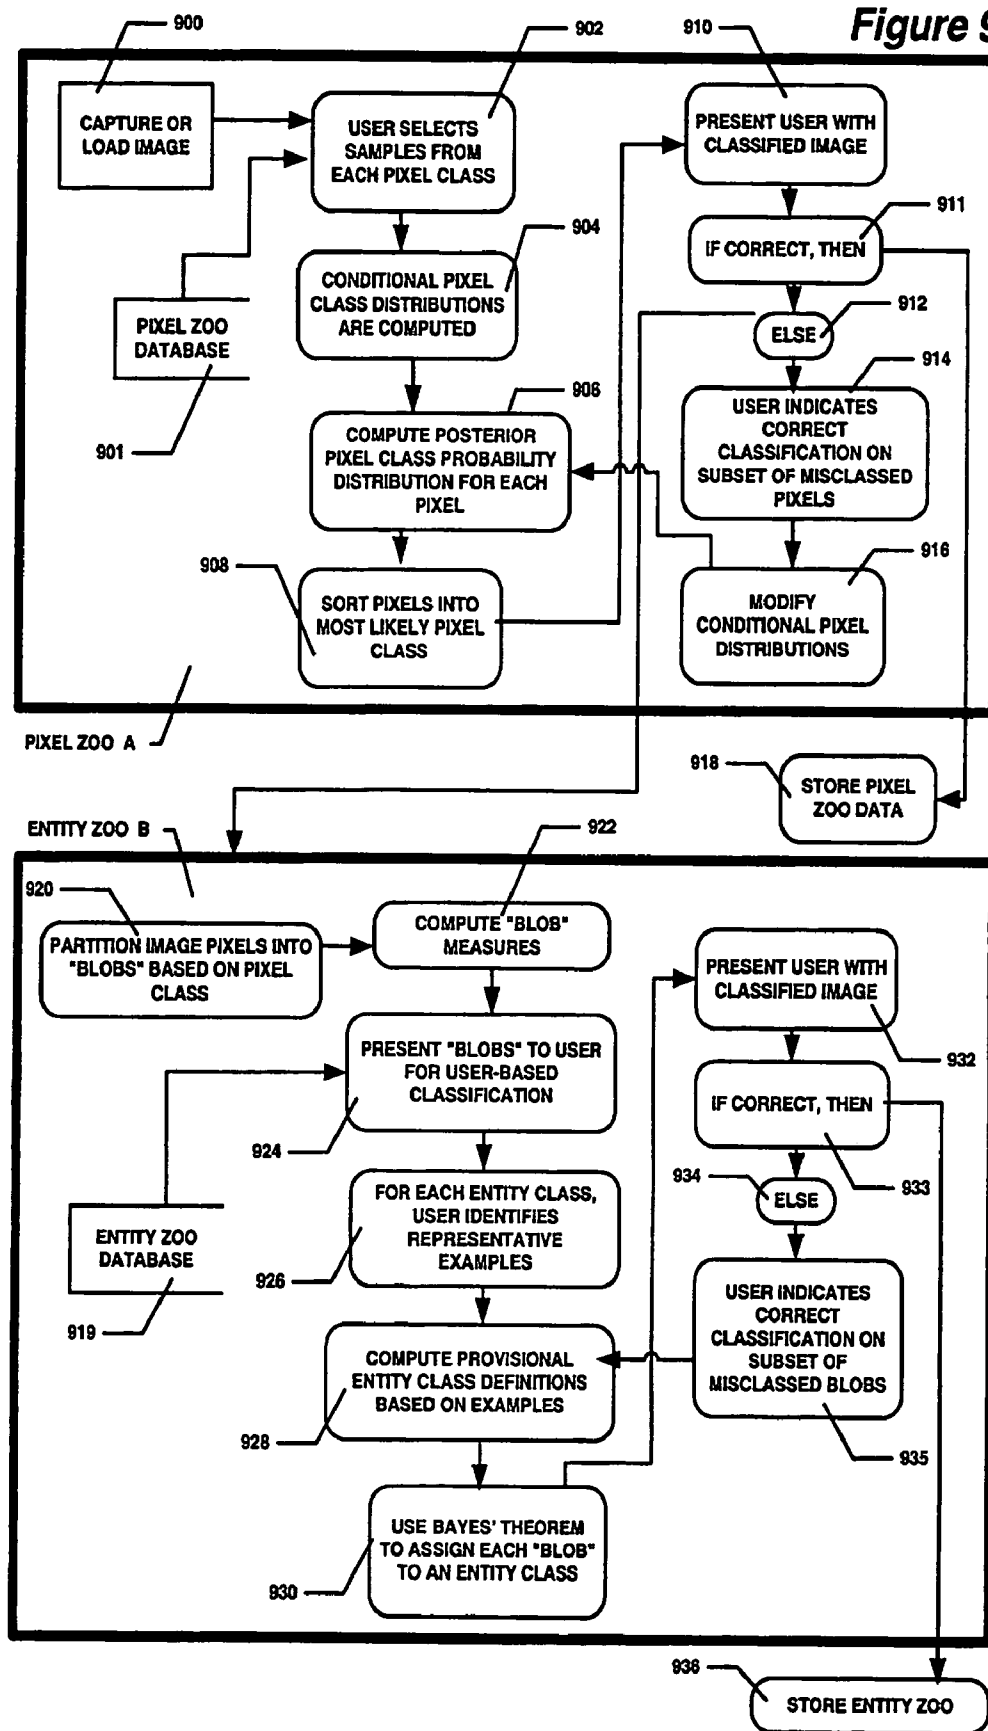 Figure 9
900
902
910
CAPTURE OR
LOAD IMAGE
USER SELECTS
SAMPLES FROM
EACH PIXEL CLASS
PRESENT USER WITH
CLASSIFIED IMAGE
911
904
IF CORRECT, THEN
CONDITIONAL PIXEL
CLASS DISTRIBUTIONS
ARE COMPUTED
912
ELSE
PIXEL ZOO
DATABASE
914
906
USER INDICATES
CORRECT
CLASSIFICATION ON
SUBSET OF MISCLASSED
PIXELS
901
COMPUTE POSTERIOR
PIXEL CLASS PROBABILITY
DISTRIBUTION FOR EACH
PIXEL
916
908
SORT PIXELS INTO
MOST LIKELY PIXEL
CLASS
MODIFY
CONDITIONAL PIXEL
DISTRIBUTIONS
PIXEL ZOO A
918
STORE PIXEL
ZOO DATA
ENTITY ZOO B
922
920
PARTITION IMAGE PIXELS INTO
"BLOBS" BASED ON PIXEL
CLASS
COMPUTE "BLOB"
MEASURES
PRESENT USER WITH
CLASSIFIED IMAGE
932
PRESENT "BLOBS" TO USER
FOR USER-BASED
CLASSIFICATION
924
IF CORRECT, THEN
933
934
ELSE
FOR EACH ENTITY CLASS,
USER IDENTIFIES
REPRESENTATIVE
EXAMPLES
926
ENTITY ZOO
DATABASE
919
USER INDICATES
CORRECT
CLASSIFICATION ON
SUBSET OF
MISCLASSED BLOBS
935
COMPUTE PROVISIONAL
ENTITY CLASS DEFINITIONS
BASED ON EXAMPLES
928
USE BAYES' THEOREM
TO ASSIGN EACH "BLOB"
TO AN ENTITY CLASS
930
936
STORE ENTITY ZOO